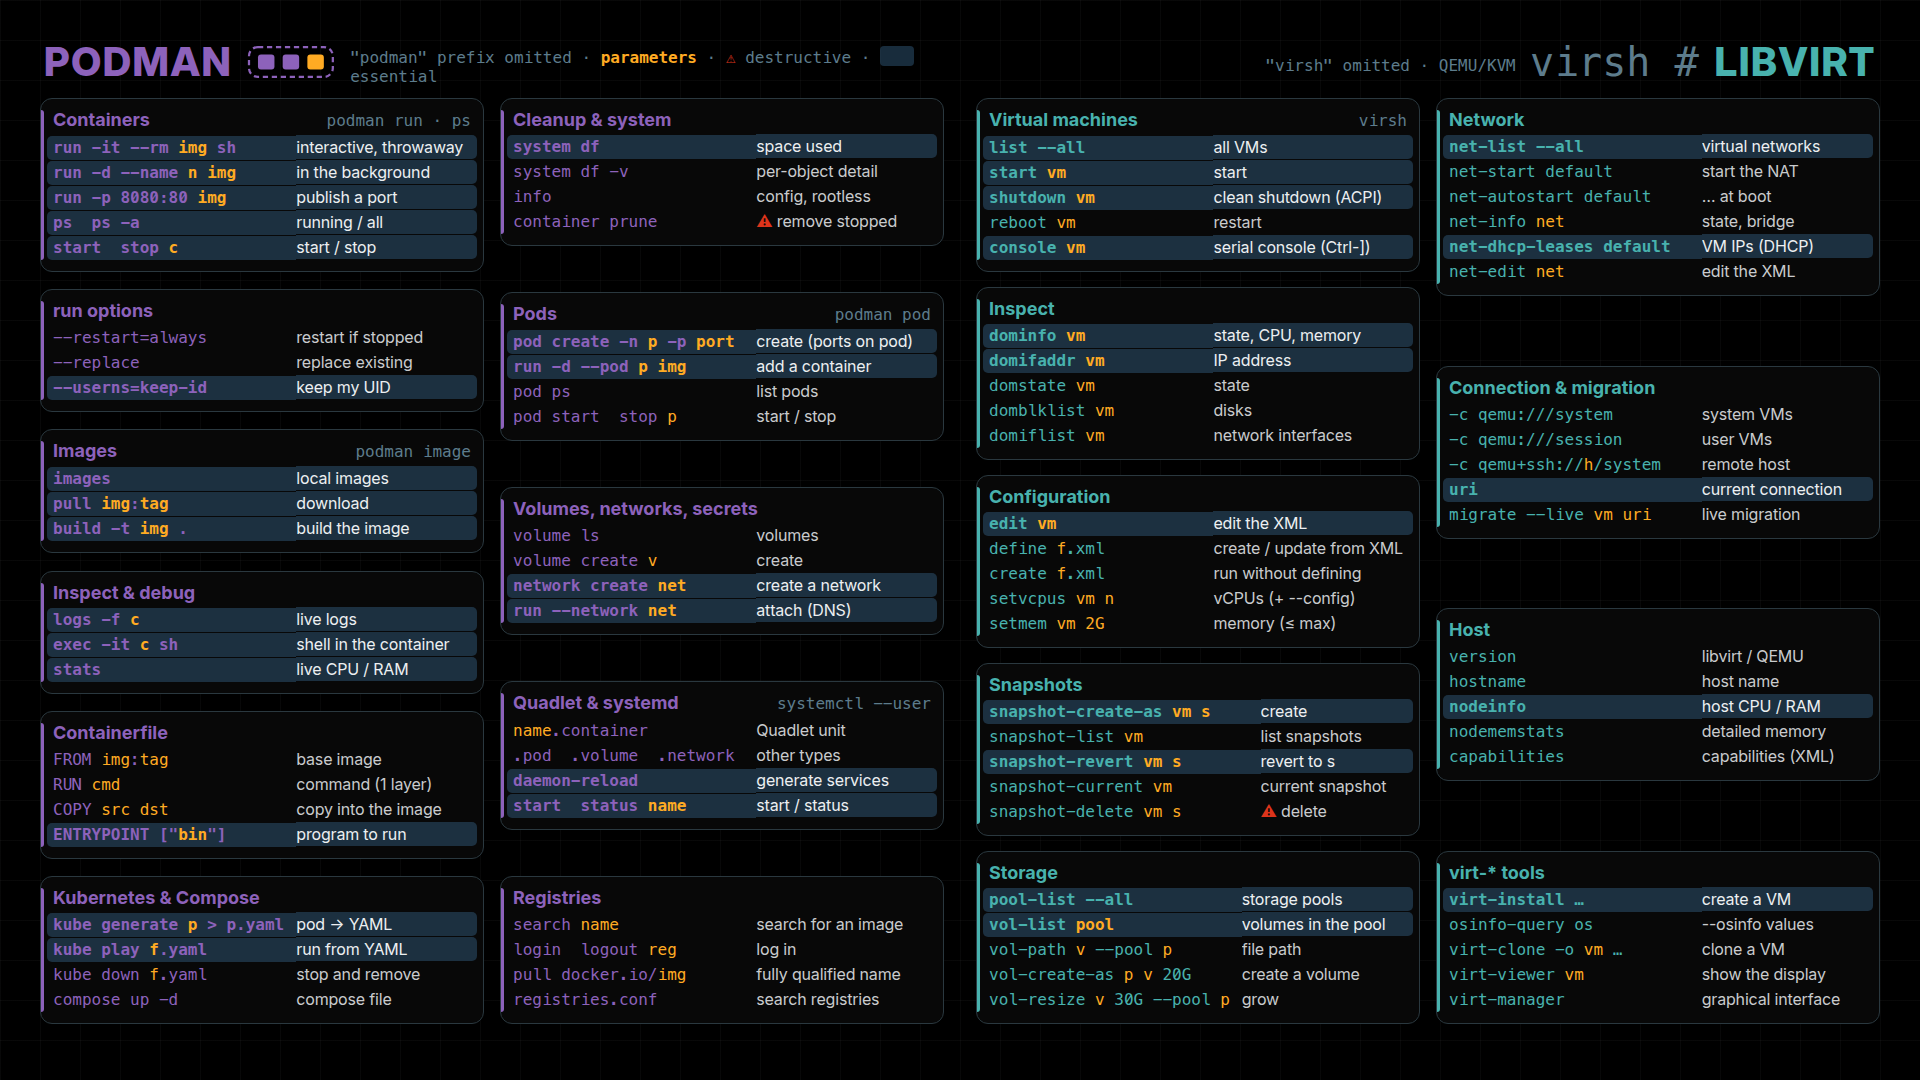 PODMAN
"podman" prefix omitted · parameters · ⚠ destructive ·
essential
"virsh" omitted · QEMU/KVM virsh # LIBVIRT
Containers podman run · ps
run -it --rm img sh interactive, throwaway
run -d --name n img in the background
run -p 8080:80 img publish a port
ps ps -a running / all
start stop c start / stop
run options
--restart=always restart if stopped
--replace replace existing
--userns=keep-id keep my UID
Images podman image
images local images
pull img:tag download
build -t img . build the image
Inspect & debug
logs -f c live logs
exec -it c sh shell in the container
stats live CPU / RAM
Containerfile
FROM img:tag base image
RUN cmd command (1 layer)
COPY src dst copy into the image
ENTRYPOINT ["bin"] program to run
Kubernetes & Compose
kube generate p > p.yaml pod → YAML
kube play f.yaml run from YAML
kube down f.yaml stop and remove
compose up -d compose file
Cleanup & system
system df space used
system df -v per-object detail
info config, rootless
container prune ⚠ remove stopped
Pods podman pod
pod create -n p -p port create (ports on pod)
run -d --pod p img add a container
pod ps list pods
pod start stop p start / stop
Volumes, networks, secrets
volume ls volumes
volume create v create
network create net create a network
run --network net attach (DNS)
Quadlet & systemd systemctl --user
name.container Quadlet unit
.pod .volume .network other types
daemon-reload generate services
start status name start / status
Registries
search name search for an image
login logout reg log in
pull docker.io/img fully qualified name
registries.conf search registries
Virtual machines virsh
list --all all VMs
start vm start
shutdown vm clean shutdown (ACPI)
reboot vm restart
console vm serial console (Ctrl-])
Inspect
dominfo vm state, CPU, memory
domifaddr vm IP address
domstate vm state
domblklist vm disks
domiflist vm network interfaces
Configuration
edit vm edit the XML
define f.xml create / update from XML
create f.xml run without defining
setvcpus vm n vCPUs (+ --config)
setmem vm 2G memory (≤ max)
Snapshots
snapshot-create-as vm s create
snapshot-list vm list snapshots
snapshot-revert vm s revert to s
snapshot-current vm current snapshot
snapshot-delete vm s ⚠ delete
Storage
pool-list --all storage pools
vol-list pool volumes in the pool
vol-path v --pool p file path
vol-create-as p v 20G create a volume
vol-resize v 30G --pool p grow
Network
net-list --all virtual networks
net-start default start the NAT
net-autostart default … at boot
net-info net state, bridge
net-dhcp-leases default VM IPs (DHCP)
net-edit net edit the XML
Connection & migration
-c qemu:///system system VMs
-c qemu:///session user VMs
-c qemu+ssh://h/system remote host
uri current connection
migrate --live vm uri live migration
Host
version libvirt / QEMU
hostname host name
nodeinfo host CPU / RAM
nodememstats detailed memory
capabilities capabilities (XML)
virt-* tools
virt-install … create a VM
osinfo-query os --osinfo values
virt-clone -o vm … clone a VM
virt-viewer vm show the display
virt-manager graphical interface